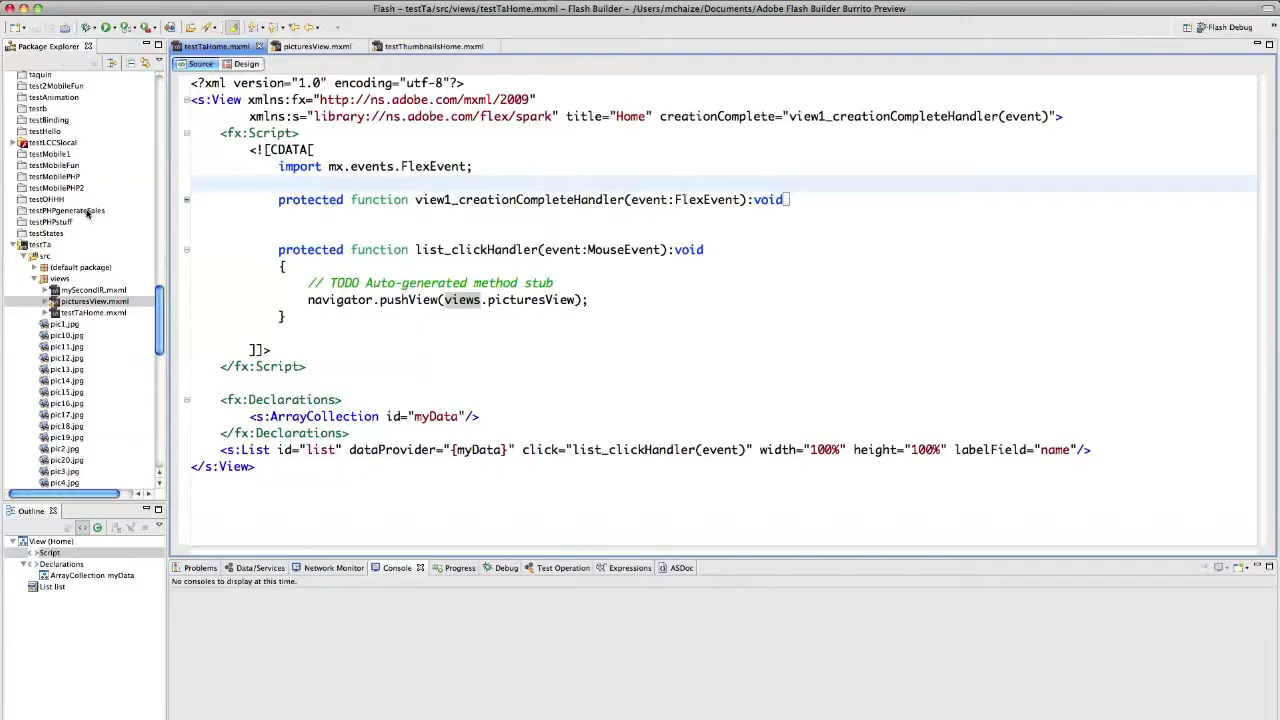 Flash – testTa/src/views/testTaHome.mxml – Flash Builder – /Users/mchaize/Documents/Adobe Flash Builder Burrito Preview
Flash Debug
Package Explorer
taquin
test2MobileFun
testAnimation
testb
testBinding
testHello
testLCCSlocal
testMobile1
testMobileFun
testMobilePHP
testMobilePHP2
testOHHH
testPHPgenerateSales
testPHPstuff
testStates
testTa
src
(default package)
views
mySecondIR.mxml
picturesView.mxml
testTaHome.mxml
pic1.jpg
pic10.jpg
pic11.jpg
pic12.jpg
pic13.jpg
pic14.jpg
pic15.jpg
pic16.jpg
pic17.jpg
pic18.jpg
pic19.jpg
pic2.jpg
pic20.jpg
pic3.jpg
pic4.jpg
Outline
View (Home)
Script
Declarations
ArrayCollection myData
List list
testTaHome.mxml picturesView.mxml testThumbnailsHome.mxml
Source Design
<?xml version="1.0" encoding="utf-8"?>
<s:View xmlns:fx="http://ns.adobe.com/mxml/2009"
xmlns:s="library://ns.adobe.com/flex/spark" title="Home" creationComplete="view1_creationCompleteHandler(event)">
<fx:Script>
<![CDATA[
import mx.events.FlexEvent;
protected function view1_creationCompleteHandler(event:FlexEvent):void
protected function list_clickHandler(event:MouseEvent):void
{
// TODO Auto-generated method stub
navigator.pushView(views.picturesView);
}
]]>
</fx:Script>
<fx:Declarations>
<s:ArrayCollection id="myData"/>
</fx:Declarations>
<s:List id="list" dataProvider="{myData}" click="list_clickHandler(event)" width="100%" height="100%" labelField="name"/>
</s:View>
Problems Data/Services Network Monitor Console Progress Debug Test Operation Expressions ASDoc
No consoles to display at this time.